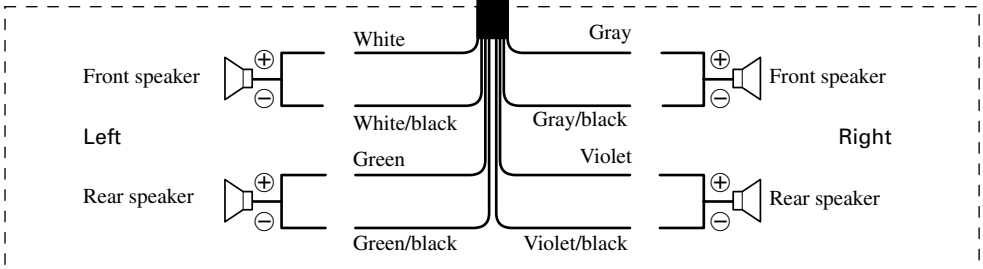 White
Gray
Front speaker
⊕
⊖
⊕
⊖
Front speaker
White/black
Gray/black
Left
Right
Green
Violet
Rear speaker
⊕
⊖
⊕
⊖
Rear speaker
Green/black
Violet/black